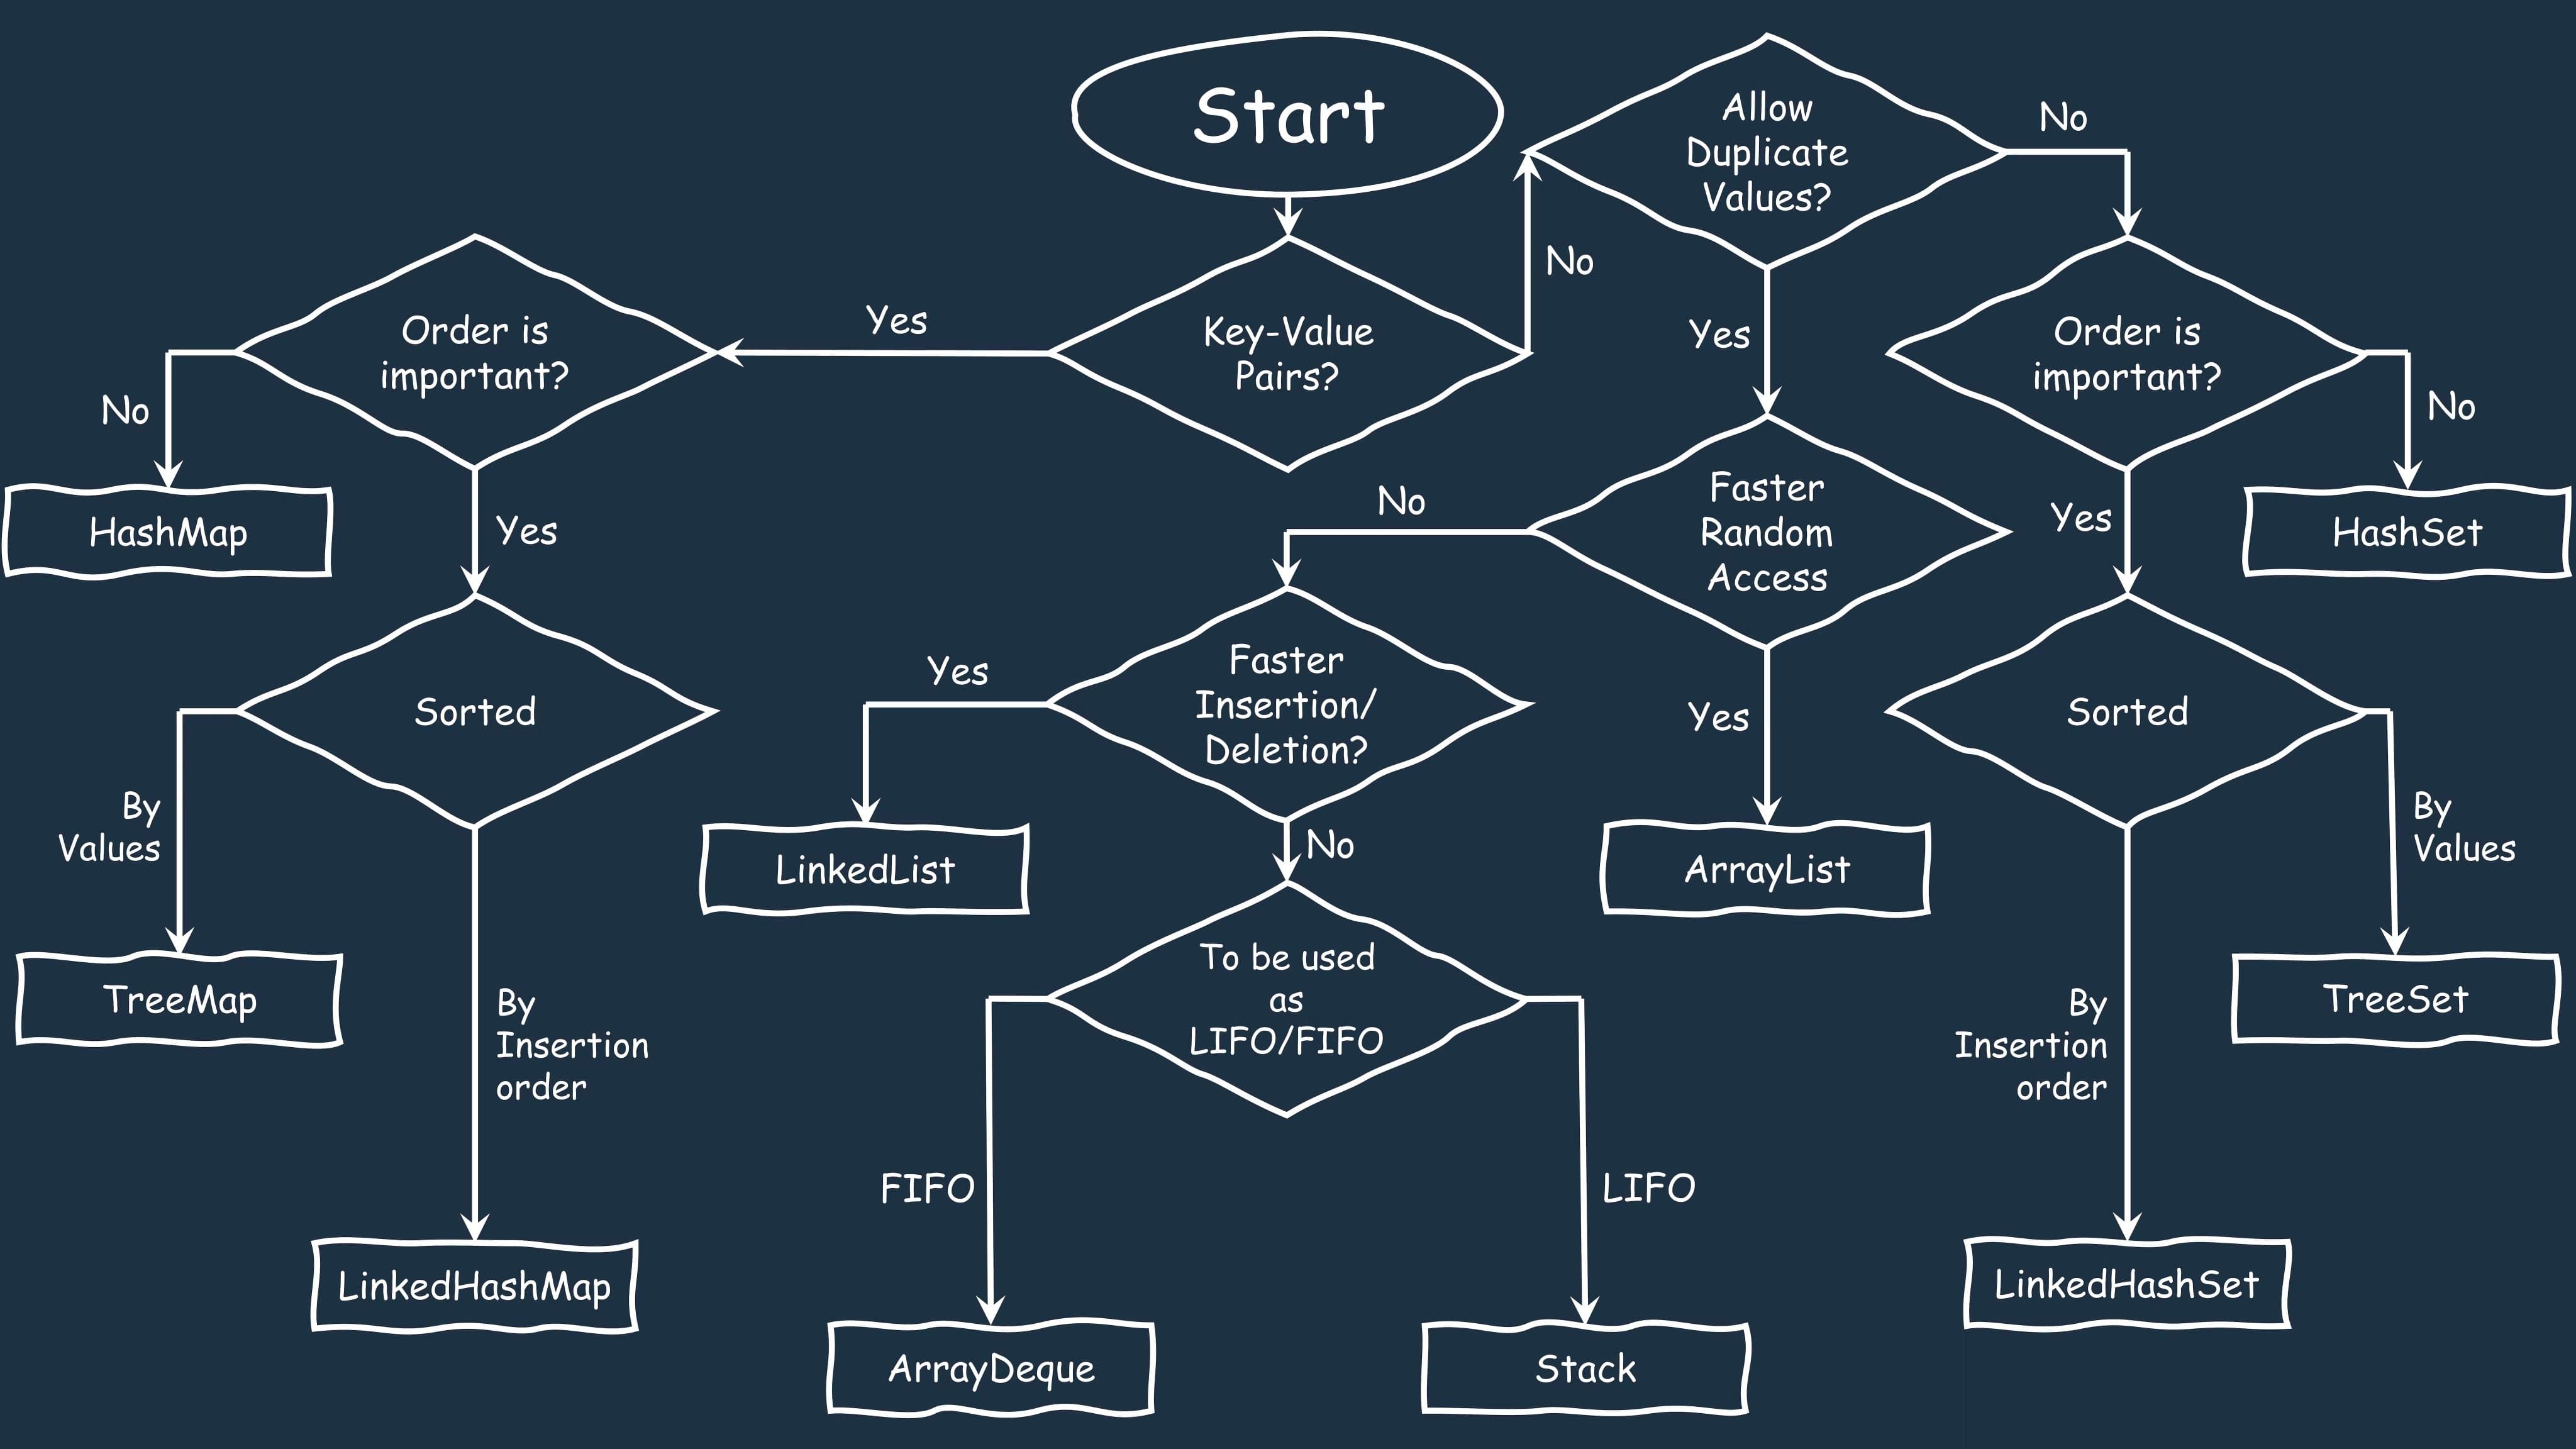 Start
Allow
Duplicate
Values?
No
No
Order is
important?
Yes
Key-Value
Pairs?
Yes
Order is
important?
No
No
HashMap
Yes
No
Faster
Random
Access
Yes
HashSet
Sorted
Yes
Faster
Insertion/
Deletion?
Yes
Sorted
By
Values
LinkedList
No
ArrayList
By
Values
TreeMap
By
Insertion
order
To be used
as
LIFO/FIFO
By
Insertion
order
TreeSet
FIFO
LIFO
LinkedHashMap
LinkedHashSet
ArrayDeque
Stack